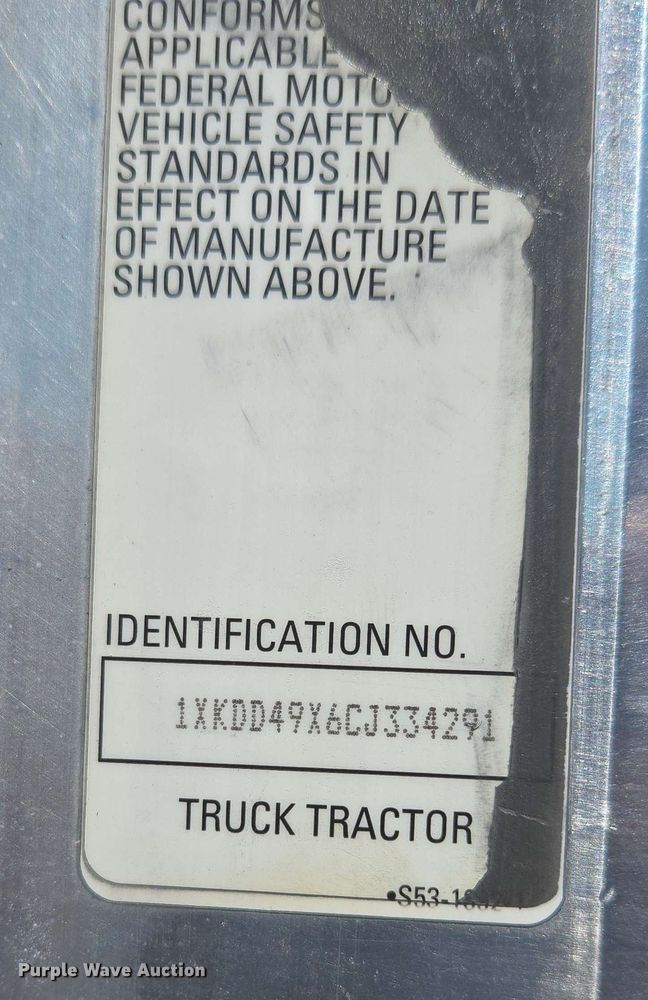 CONFORMS
APPLICABLE
FEDERAL
VEHICLE SAFETY
STANDARDS IN
EFFECT ON THE DATE
OF MANUFACTURE
SHOWN ABOVE.
IDENTIFICATION NO.
1XKDD49X6CJ334291
TRUCK TRACTOR
Purple Wave Auction